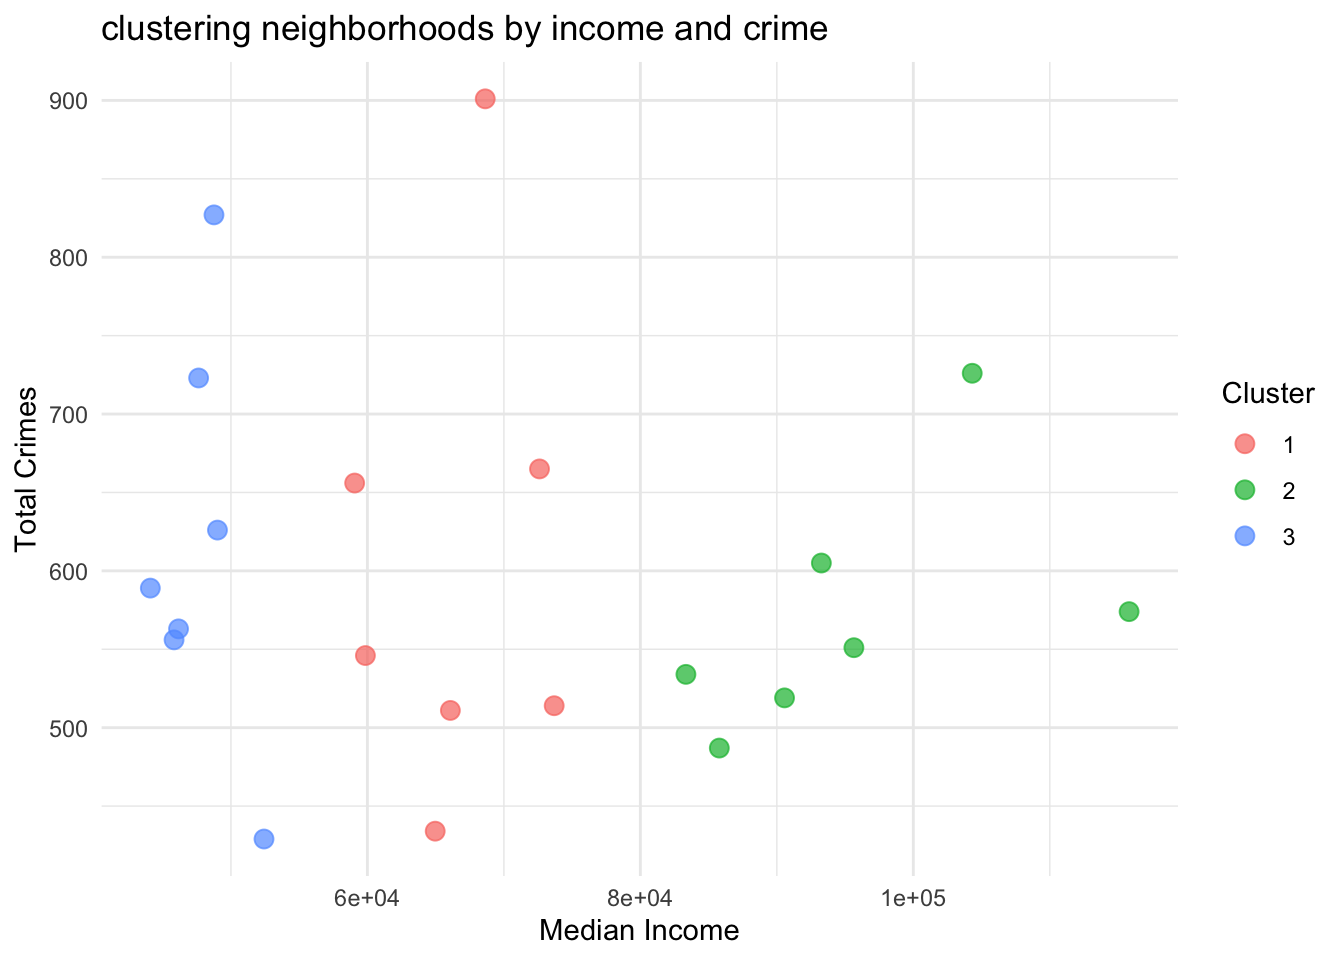 clustering neighborhoods by income and crime
900
800
700
600
500
Total Crimes
6e+04 8e+04 1e+05
Median Income
Cluster
1
2
3